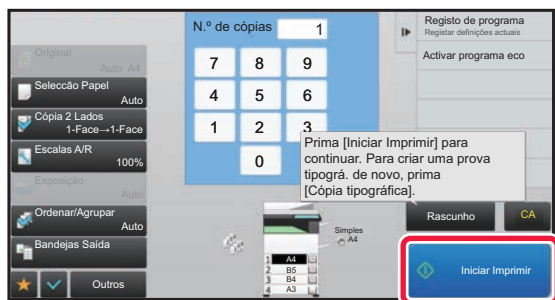 Original
Auto A4
Selecção Papel
Auto
Cópia 2 Lados
1-Face→1-Face
Escalas A/R
100%
Exposição
Auto
Ordenar/Agrupar
Auto
Bandejas Saída
Outros
N.º de cópias 1
7 8 9
4 5 6
1 2 3
0
Prima [Iniciar Imprimir] para
continuar. Para criar uma prova
tipográ. de novo, prima
[Cópia tipográfica].
Simples
A4
1 A4
2 B5
3 B4
4 A3
Registo de programa
Registar definições actuais
Activar programa eco
Rascunho
CA
Iniciar Imprimir